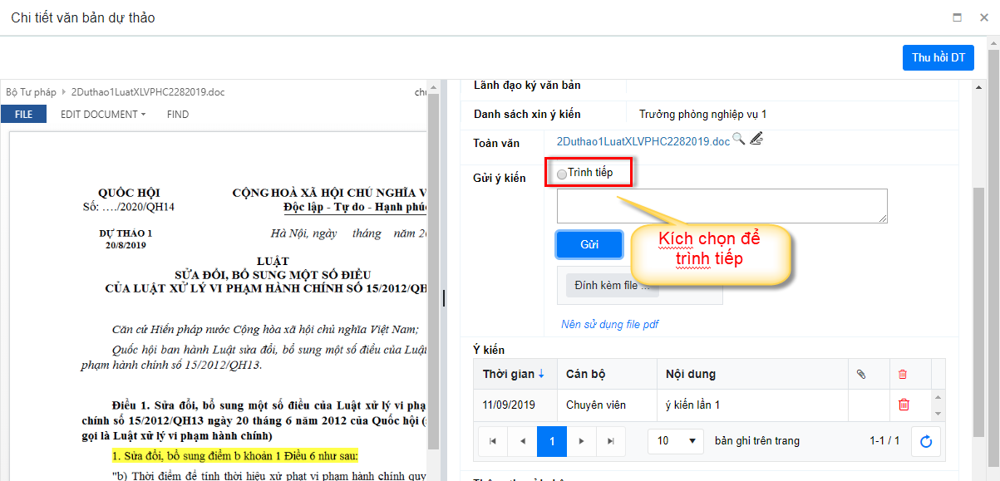 Chi tiết văn bản dự thảo
Thu hồi DT
Bộ Tư pháp 2Duthao1LuatXLVPHC2282019.doc
chư
FILE EDIT DOCUMENT FIND
QUỐC HỘI
Số: …./2020/QH14
CỘNG HOÀ XÃ HỘI CHỦ NGHĨA V
Độc lập - Tự do - Hạnh phúc
DỰ THẢO 1
20/8/2019
Hà Nội, ngày tháng năm 20
LUẬT
SỬA ĐỔI, BỔ SUNG MỘT SỐ ĐIỀU
CỦA LUẬT XỬ LÝ VI PHẠM HÀNH CHÍNH SỐ 15/2012/QH
Căn cứ Hiến pháp nước Cộng hòa xã hội chủ nghĩa Việt Nam;
Quốc hội ban hành Luật sửa đổi, bổ sung một số điều của Luật
phạm hành chính số 15/2012/QH13.
Điều 1. Sửa đổi, bổ sung một số điều của Luật xử lý vi phạ
chính số 15/2012/QH13 ngày 20 tháng 6 năm 2012 của Quốc hội (
gọi là Luật xử lý vi phạm hành chính)
1. Sửa đổi, bổ sung điểm b khoản 1 Điều 6 như sau:
"b) Thời điểm để tính thời hiệu xử phạt vi phạm hành chính quy
Lãnh đạo ký văn bản
Danh sách xin ý kiến Trưởng phòng nghiệp vụ 1
Toàn văn 2Duthao1LuatXLVPHC2282019.doc
Gửi ý kiến Trình tiếp
Gửi
Kích chọn để
trình tiếp
Đính kèm file ...
Nên sử dụng file pdf
Ý kiến
Thời gian Cán bộ Nội dung
11/09/2019 Chuyên viên ý kiến lần 1
1 10 bản ghi trên trang 1-1 / 1